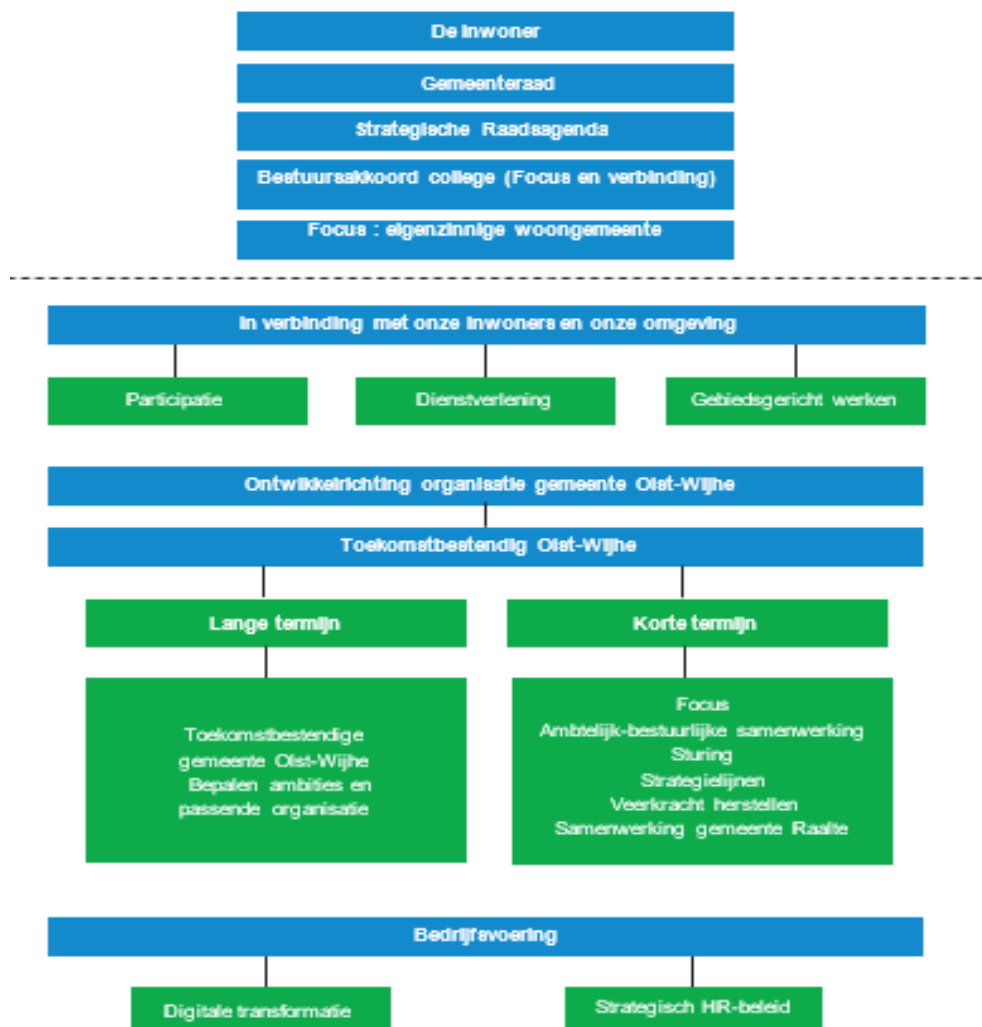 De Inwoner
Gemeenteraad
Strategische Raadsagenda
Bestuursakkoord college (Focus en verbinding)
Focus : eigenzinnige woongemeente
In verbinding met onze inwoners en onze omgeving
Participatie
Dienstverlening
Gebiedsgericht werken
Ontwikkelrichting organisatie gemeente Olst-Wijhe
Toekomstbestendig Olst-Wijhe
Lange termijn
Korte termijn
Toekomstbestendige
gemeente Olst-Wijhe
Bepalen ambities en
passende organisatie
Focus
Ambtelijk-bestuurlijke samenwerking
Sturing
Strategielijnen
Veerkracht herstellen
Samenwerking gemeente Raalte
Bedrijfsvoering
Digitale transformatie
Strategisch HR-beleid